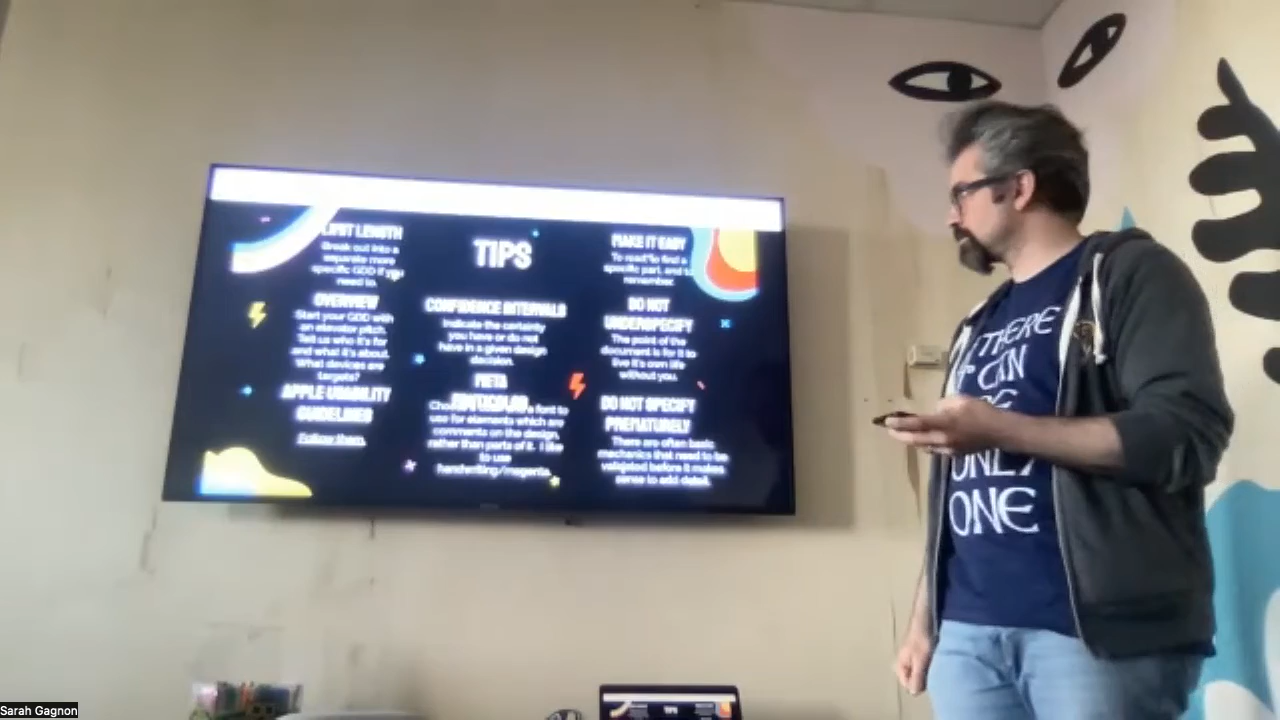 LIMIT LENGTH
Break out into a
separate more
specific GDD if you
need to.
OVERVIEW
Start your GDD with
an elevator pitch.
Tell us who it's for
and what it's about.
What devices are
targets?
APPLE USABILITY
GUIDELINES
Follow them.
TIPS
CONFIDENCE INTERVALS
Indicate the certainty
you have or do not
have in a given design
decision.
META
a font to
use for elements which are
comments on the design,
rather than parts of it. I like
to use
handwriting/magenta.
MAKE IT EASY
To read, to find a
specific part, and to
remember.
DO NOT
UNDERSPECIFY
The point of the
document is for it to
live it's own life
without you.
DO NOT SPECIFY
PREMATURELY
There are often basic
mechanics that need to be
validated before it makes
sense to add detail.
THERE
CAN
BE
ONLY
ONE
TIPS
Sarah Gagnon